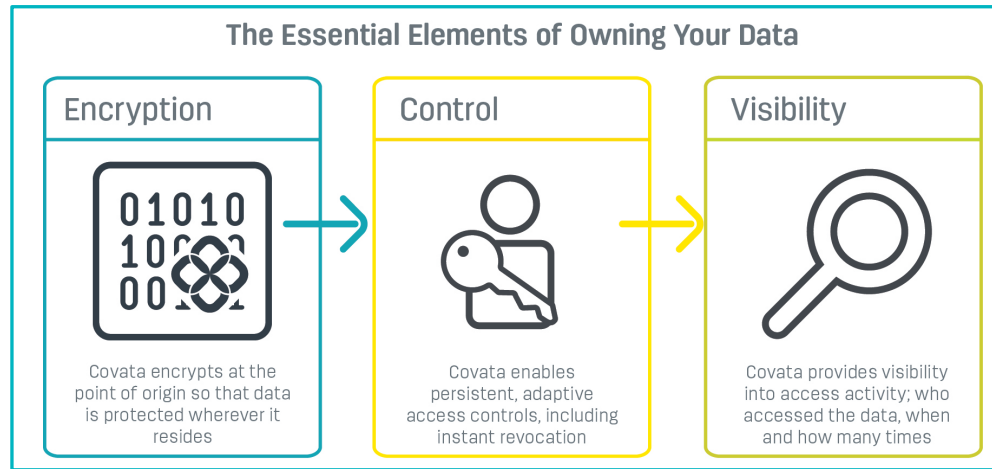 The Essential Elements of Owning Your Data
Encryption
01010
10
00
Covata encrypts at the
point of origin so that data
is protected wherever it
resides
Control
Covata enables
persistent, adaptive
access controls, including
instant revocation
Visibility
Covata provides visibility
into access activity; who
accessed the data, when
and how many times